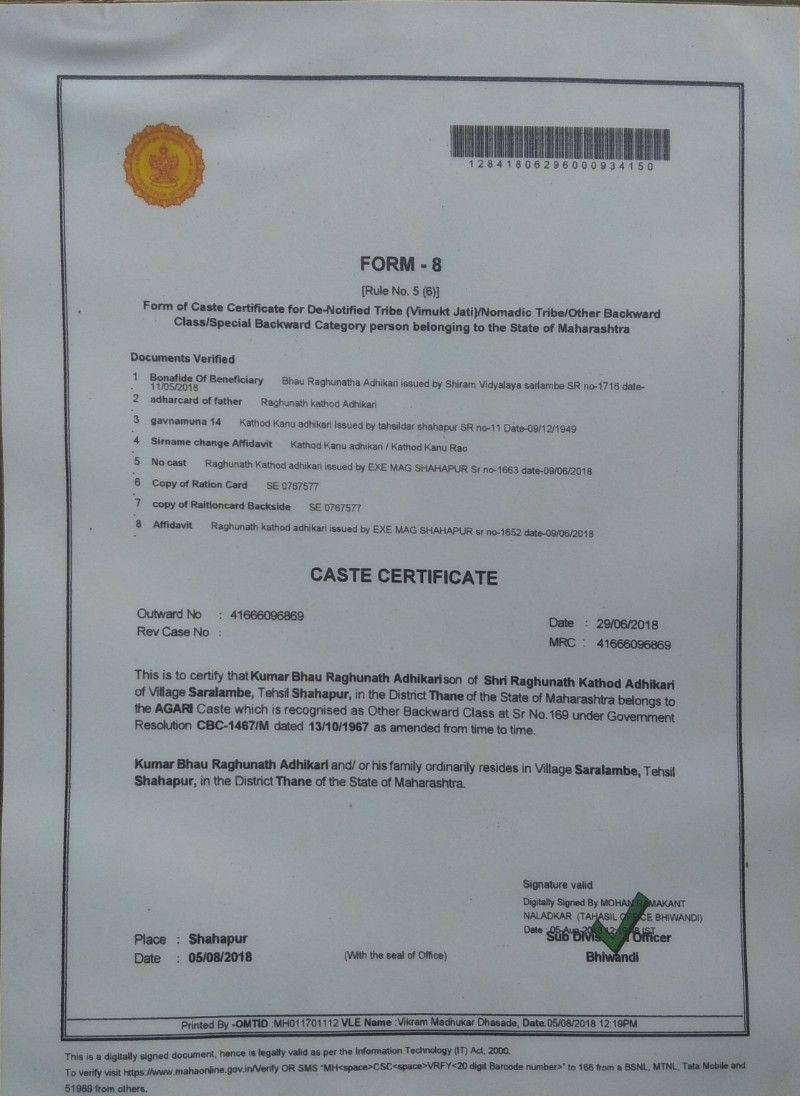 12841806296000934150
FORM - 8
[Rule No. 5 (6)]
Form of Caste Certificate for De-Notified Tribe (Vimukt Jati)/Nomadic Tribe/Other Backward
Class/Special Backward Category person belonging to the State of Maharashtra
Documents Verified
1 Bonafide Of Beneficiary Bhau Raghunatha Adhikari issued by Shiram Vidyalaya sarlambe SR no-1716 date-
. 11/05/2018
2 adharcard of father Raghunath kathod Adhikari
.
3 gavnamuna 14 Kathod Kanu adhikari Issued by tahsildar shahapur SR no-11 Date-09/12/1949
.
4 Sirname change Affidavit Kathod Kanu adhikari / Kathod Kanu Rao
.
5 No cast Raghunath Kathod adhikari issued by EXE MAG SHAHAPUR Sr no-1663 date-09/06/2018
.
6 Copy of Ration Card SE 0767577
.
7 copy of Raitioncard Backside SE 0767577
.
8 Affidavit Raghunath kathod adhikari issued by EXE MAG SHAHAPUR sr no-1652 date-09/06/2018
.
CASTE CERTIFICATE
Outward No : 41666096869
Rev Case No :
Date : 29/06/2018
MRC : 41666096869
This is to certify that Kumar Bhau Raghunath Adhikarison of Shri Raghunath Kathod Adhikari
of Village Saralambe, Tehsil Shahapur, in the District Thane of the State of Maharashtra belongs to
the AGARI Caste which is recognised as Other Backward Class at Sr No.169 under Government
Resolution CBC-1467/M dated 13/10/1967 as amended from time to time.
Kumar Bhau Raghunath Adhikari and/ or his family ordinarily resides in Village Saralambe, Tehsil
Shahapur, in the District Thane of the State of Maharashtra.
Signature valid
Digitally Signed By MOHAN RAMAKANT
NALADKAR (TAHASIL OFFICE BHIWANDI)
Date : 05-Aug-2018 IST
Sub Divisional Officer
Bhiwandi
Place : Shahapur
Date : 05/08/2018
(With the seal of Office)
Printed By -OMTID :MH011701112 VLE Name :Vikram Madhukar Dhasade, Date:05/08/2018 12:19PM
This is a digitally signed document, hence is legally valid as per the Information Technology (IT) Act, 2000.
To verify visit https://www.mahaonline.gov.in/Verify OR SMS "MH<space>CSC<space>VRFY<20 digit Barcode number>" to 166 from a BSNL, MTNL, Tata Mobile and
51969 from others.